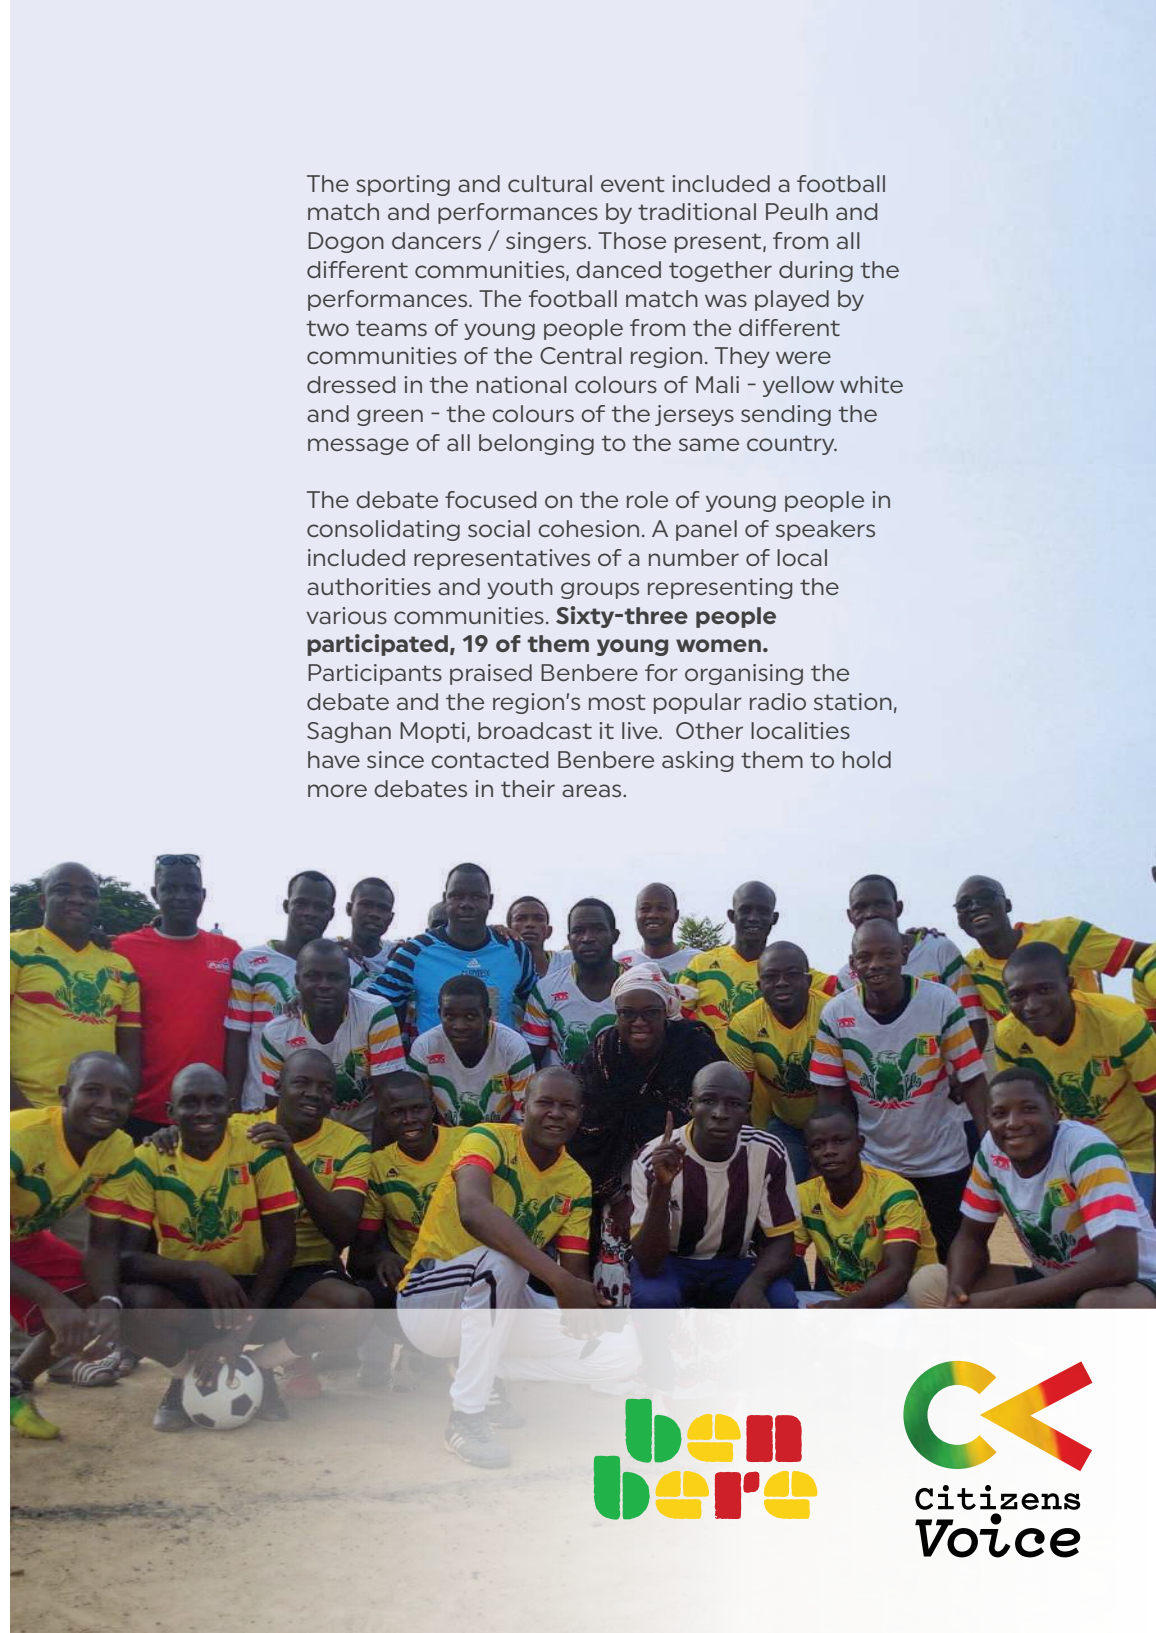 The sporting and cultural event included a football
match and performances by traditional Peulh and
Dogon dancers / singers. Those present, from all
different communities, danced together during the
performances. The football match was played by
two teams of young people from the different
communities of the Central region. They were
dressed in the national colours of Mali - yellow white
and green - the colours of the jerseys sending the
message of all belonging to the same country.
The debate focused on the role of young people in
consolidating social cohesion. A panel of speakers
included representatives of a number of local
authorities and youth groups representing the
various communities. Sixty-three people
participated, 19 of them young women.
Participants praised Benbere for organising the
debate and the region's most popular radio station,
Saghan Mopti, broadcast it live.  Other localities
have since contacted Benbere asking them to hold
more debates in their areas.
ben
bere
Citizens
Voice